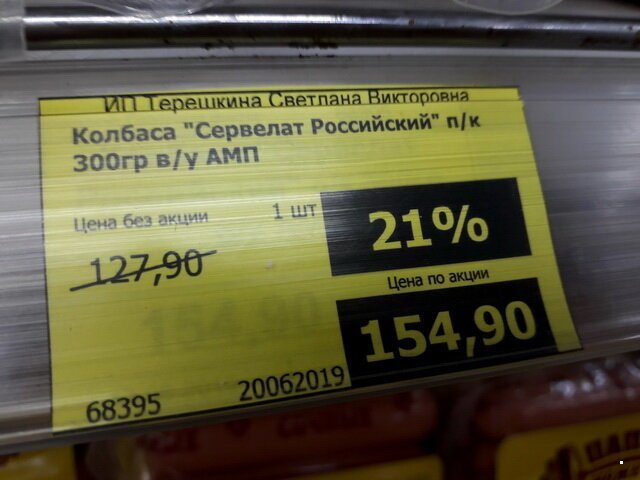 ИП Терешкина Светлана Викторовна
Колбаса "Сервелат Российский" п/к
300гр в/у АМП
Цена без акции
1 шт
21%
127,90
Цена по акции
154,90
68395
20062019